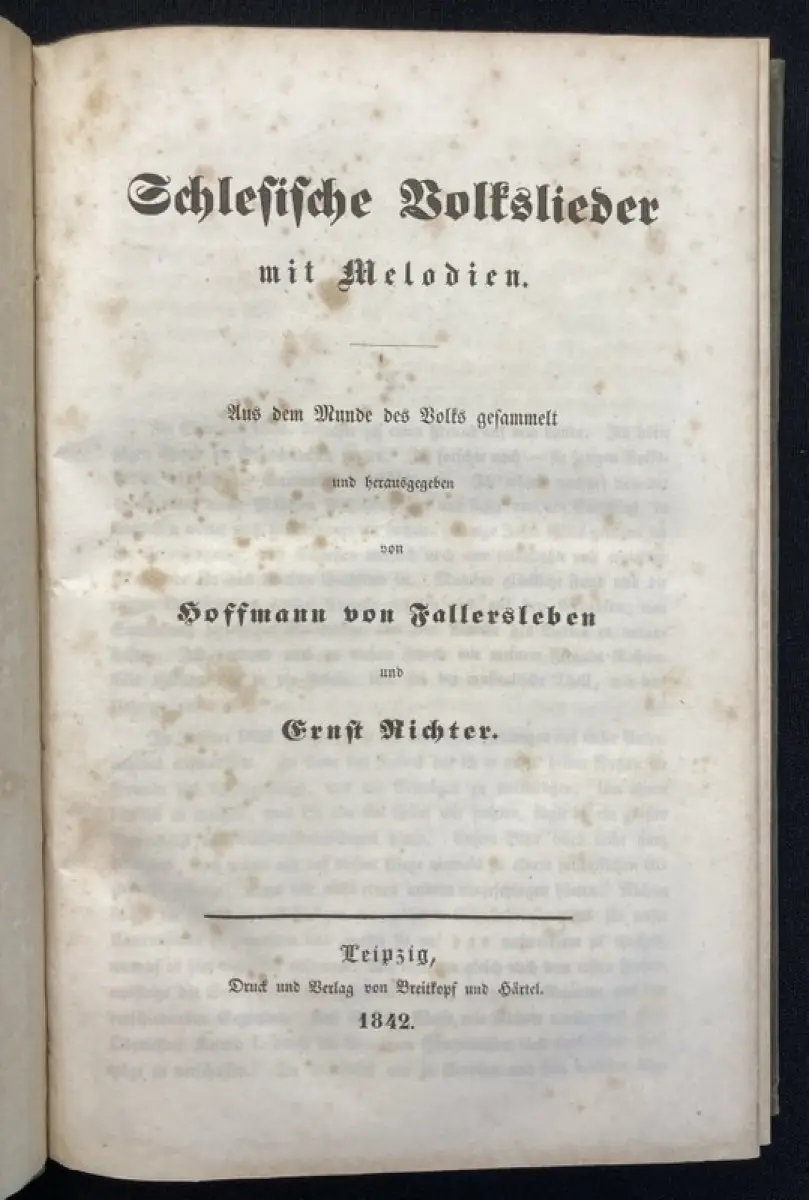 Schlesische Volkslieder
mit Melodien.
Aus dem Munde des Volks gesammelt
und herausgegeben
von
Hoffmann von Fallersleben
und
Ernst Richter.
Leipzig,
Druck und Verlag von Breitkopf und Härtel.
1842.